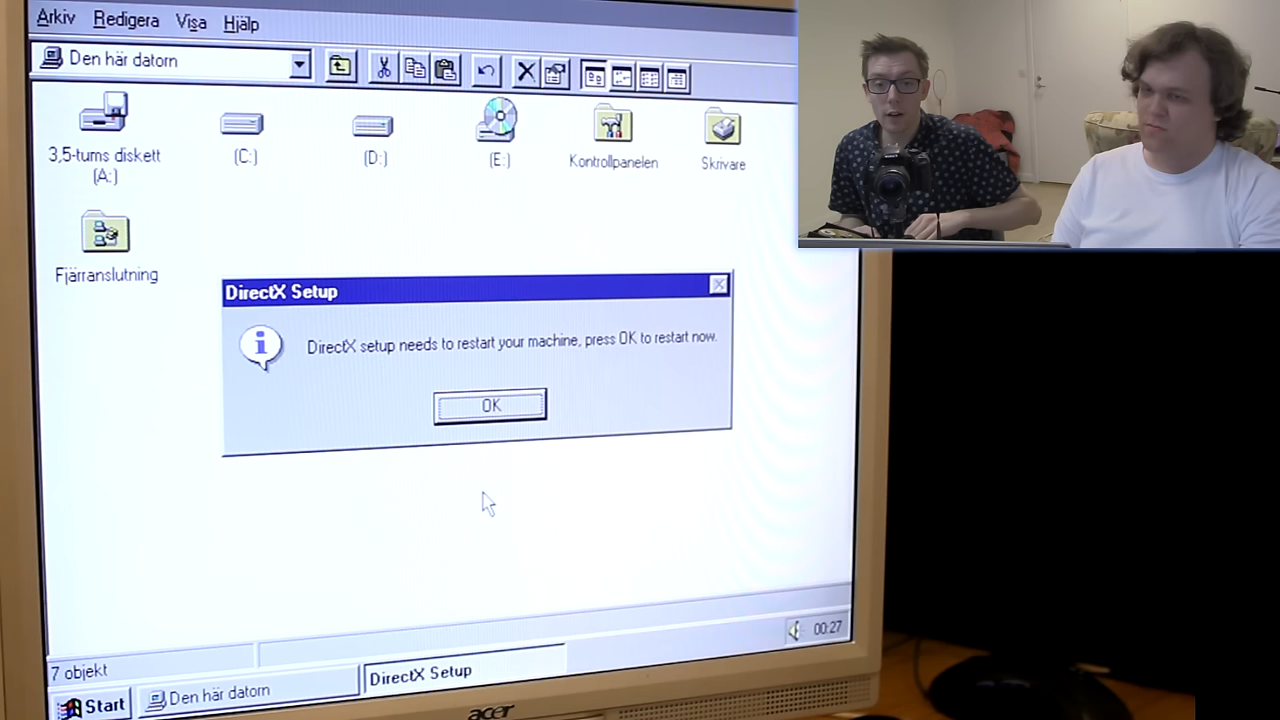 Arkiv Redigera Visa Hjälp
Den här datorn
3,5-tums diskett
(A:)
(C:)
(D:)
(E:)
Kontrollpanelen
Skrivare
Fjärranslutning
DirectX Setup
DirectX setup needs to restart your machine, press OK to restart now.
OK
7 objekt
00:27
Start
Den här datorn
DirectX Setup
acer